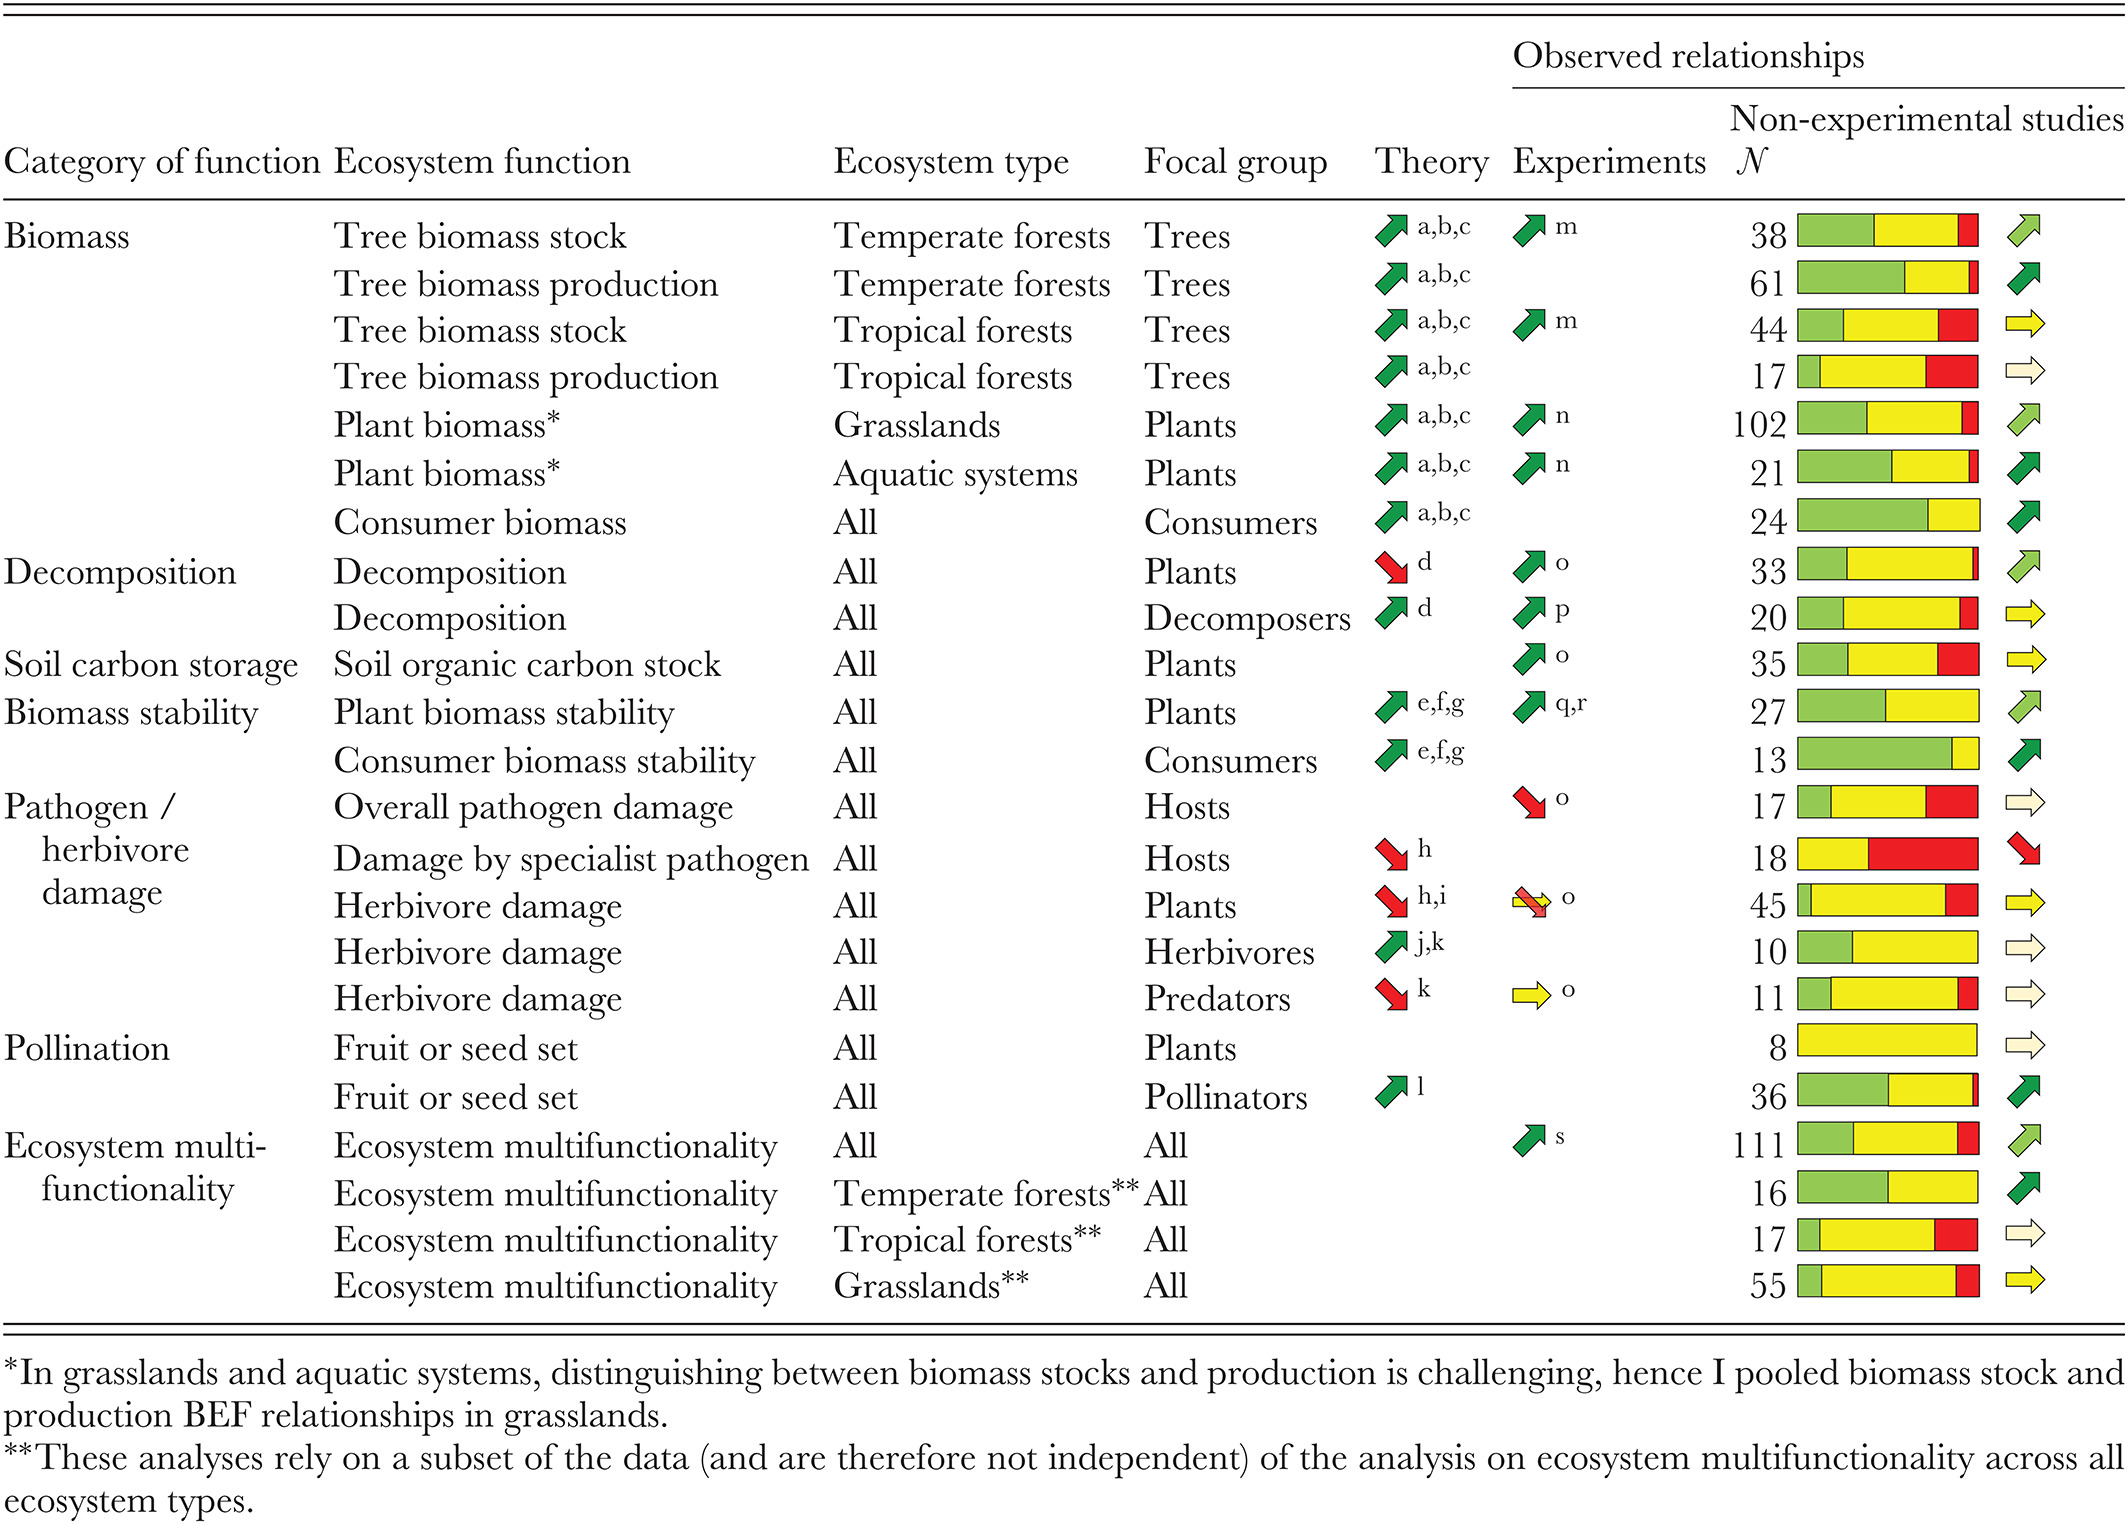 Observed relationships
Non-experimental studies
Category of function Ecosystem function Ecosystem type Focal group Theory Experiments N
Biomass Tree biomass stock Temperate forests Trees a,b,c m 38
Tree biomass production Temperate forests Trees a,b,c 61
Tree biomass stock Tropical forests Trees a,b,c m 44
Tree biomass production Tropical forests Trees a,b,c 17
Plant biomass* Grasslands Plants a,b,c n 102
Plant biomass* Aquatic systems Plants a,b,c n 21
Consumer biomass All Consumers a,b,c 24
Decomposition Decomposition All Plants d o 33
Decomposition All Decomposers d p 20
Soil carbon storage Soil organic carbon stock All Plants o 35
Biomass stability Plant biomass stability All Plants e,f,g q,r 27
Consumer biomass stability All Consumers e,f,g 13
Pathogen / Overall pathogen damage All Hosts o 17
herbivore Damage by specialist pathogen All Hosts h 18
damage Herbivore damage All Plants h,i o 45
Herbivore damage All Herbivores j,k 10
Herbivore damage All Predators k o 11
Pollination Fruit or seed set All Plants 8
Fruit or seed set All Pollinators l 36
Ecosystem multi- Ecosystem multifunctionality All All s 111
functionality Ecosystem multifunctionality Temperate forests** All 16
Ecosystem multifunctionality Tropical forests** All 17
Ecosystem multifunctionality Grasslands** All 55
*In grasslands and aquatic systems, distinguishing between biomass stocks and production is challenging, hence I pooled biomass stock and
production BEF relationships in grasslands.
**These analyses rely on a subset of the data (and are therefore not independent) of the analysis on ecosystem multifunctionality across all
ecosystem types.